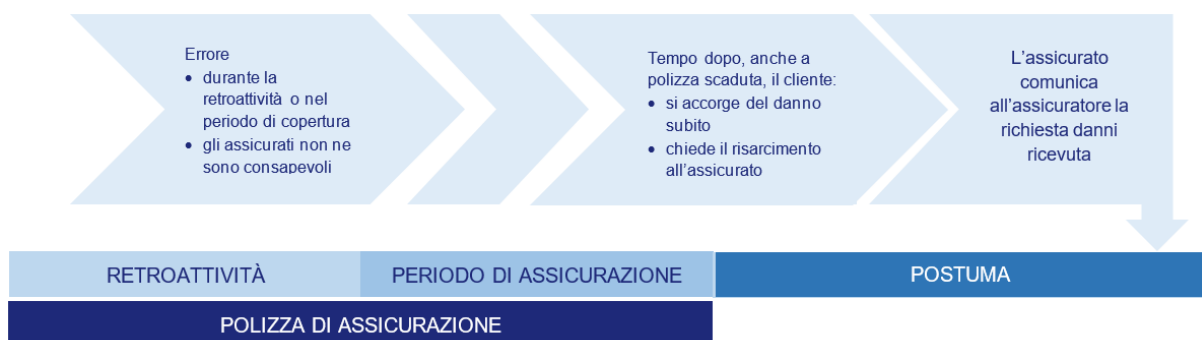 Errore
• durante la
retroattività o nel
periodo di copertura
• gli assicurati non ne
sono consapevoli
Tempo dopo, anche a
polizza scaduta, il cliente:
• si accorge del danno
subito
• chiede il risarcimento
all’assicurato
L’assicurato
comunica
all’assicuratore la
richiesta danni
ricevuta
RETROATTIVITÀ
PERIODO DI ASSICURAZIONE
POSTUMA
POLIZZA DI ASSICURAZIONE